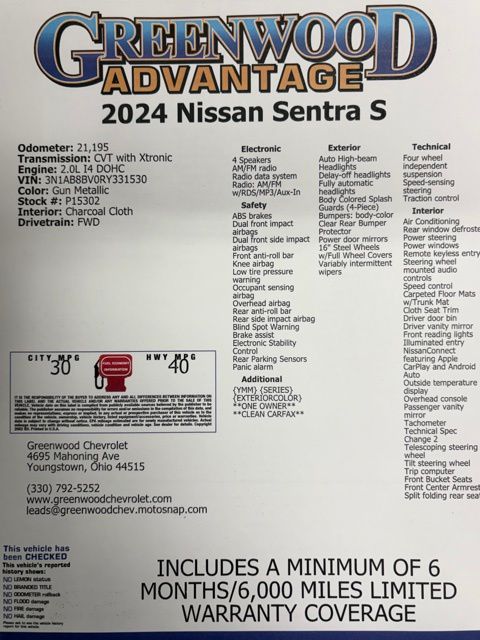 GREENWOOD
ADVANTAGE
2024 Nissan Sentra S
Odometer: 21,195
Transmission: CVT with Xtronic
Engine: 2.0L I4 DOHC
VIN: 3N1AB8BV0RY331530
Color: Gun Metallic
Stock #: P15302
Interior: Charcoal Cloth
Drivetrain: FWD
Electronic
4 Speakers
AM/FM radio
Radio data system
Radio: AM/FM
w/RDS/MP3/Aux-In
Safety
ABS brakes
Dual front impact
airbags
Dual front side impact
airbags
Front anti-roll bar
Knee airbag
Low tire pressure
warning
Occupant sensing
airbag
Overhead airbag
Rear anti-roll bar
Rear side impact airbag
Blind Spot Warning
Brake assist
Electronic Stability
Control
Rear Parking Sensors
Panic alarm
Additional
{YMM} {SERIES}
{EXTERIORCOLOR}
**ONE OWNER**
**CLEAN CARFAX**
Exterior
Auto High-beam
Headlights
Delay-off headlights
Fully automatic
headlights
Body Colored Splash
Guards (4-Piece)
Bumpers: body-color
Clear Rear Bumper
Protector
Power door mirrors
16" Steel Wheels
w/Full Wheel Covers
Variably intermittent
wipers
Technical
Four wheel
independent
suspension
Speed-sensing
steering
Traction control
Interior
Air Conditioning
Rear window defroste
Power steering
Power windows
Remote keyless entry
Steering wheel
mounted audio
controls
Speed control
Carpeted Floor Mats
w/Trunk Mat
Cloth Seat Trim
Driver door bin
Driver vanity mirror
Front reading lights
Illuminated entry
NissanConnect
featuring Apple
CarPlay and Android
Auto
Outside temperature
display
Overhead console
Passenger vanity
mirror
Tachometer
Technical Spec
Change 2
Telescoping steering
wheel
Tilt steering wheel
Trip computer
Front Bucket Seats
Front Center Armrest
Split folding rear seat
CITY MPG
30
FUEL ECONOMY
INFORMATION
HWY MPG
40
Greenwood Chevrolet
4695 Mahoning Ave
Youngstown, Ohio 44515
(330) 792-5252
www.greenwoodchevrolet.com
leads@greenwoodchev.motosnap.com
This vehicle has
been CHECKED
This vehicle's reported
history shows:
NO LEMON status
NO BRANDED TITLE
NO ODOMETER rollback
NO FLOOD damage
NO FIRE damage
NO HAIL damage
INCLUDES A MINIMUM OF 6
MONTHS/6,000 MILES LIMITED
WARRANTY COVERAGE